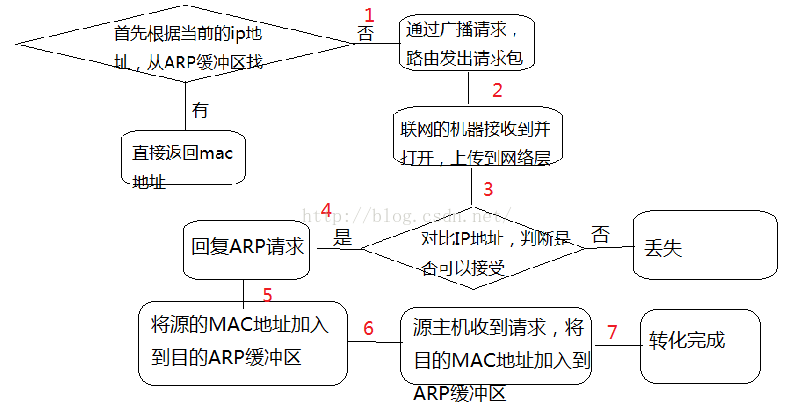 首先根据当前的ip地
址，从ARP缓冲区找
1
否
通过广播请求，
路由发出请求包
有
直接返回mac
地址
2
联网的机器接收到并
打开，上传到网络层
3
http://blog.csdn.net/
对比IP地址，判断是
否可以接受
否
丢失
4
是
回复ARP请求
5
将源的MAC地址加入
到目的ARP缓冲区
6
源主机收到请求，将
目的MAC地址加入到
ARP缓冲区
7
转化完成